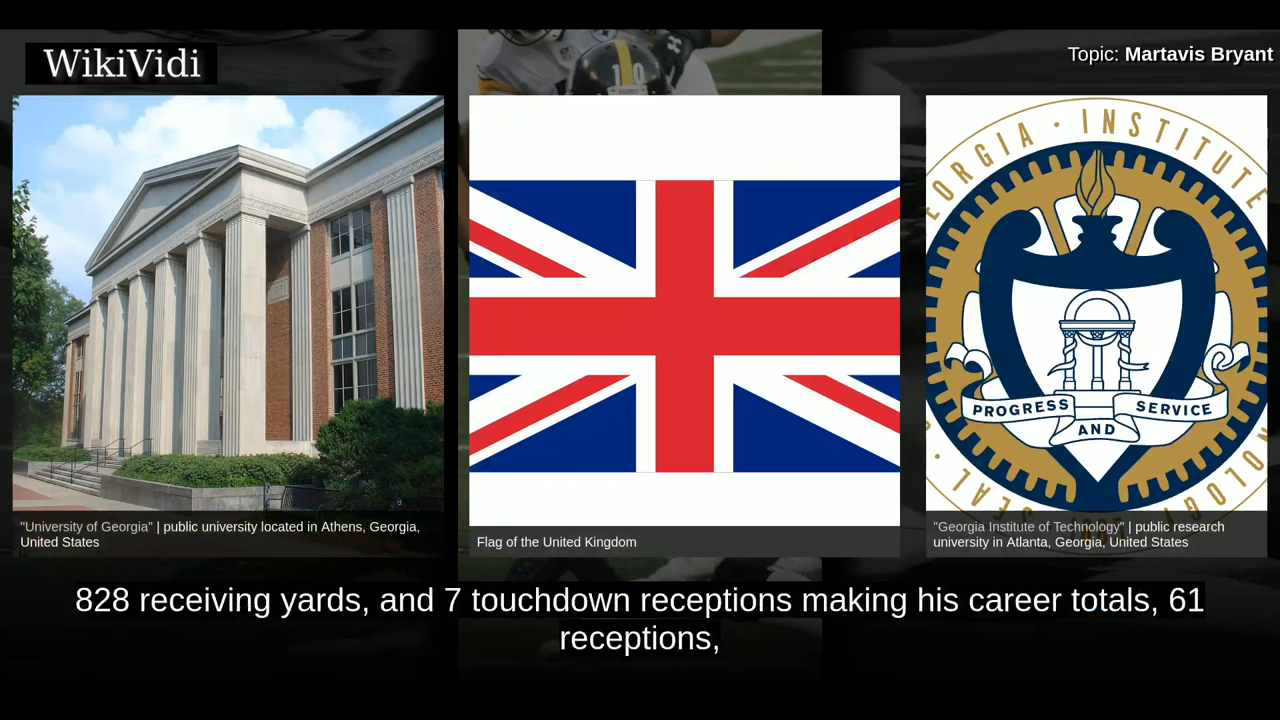 WikiVidi
Topic: Martavis Bryant
GEORGIA · INSTITUTE
PROGRESS
AND
SERVICE
SEAL ·
"University of Georgia" | public university located in Athens, Georgia,
United States
Flag of the United Kingdom
"Georgia Institute of Technology" | public research
university in Atlanta, Georgia, United States
828 receiving yards, and 7 touchdown receptions making his career totals, 61
receptions,